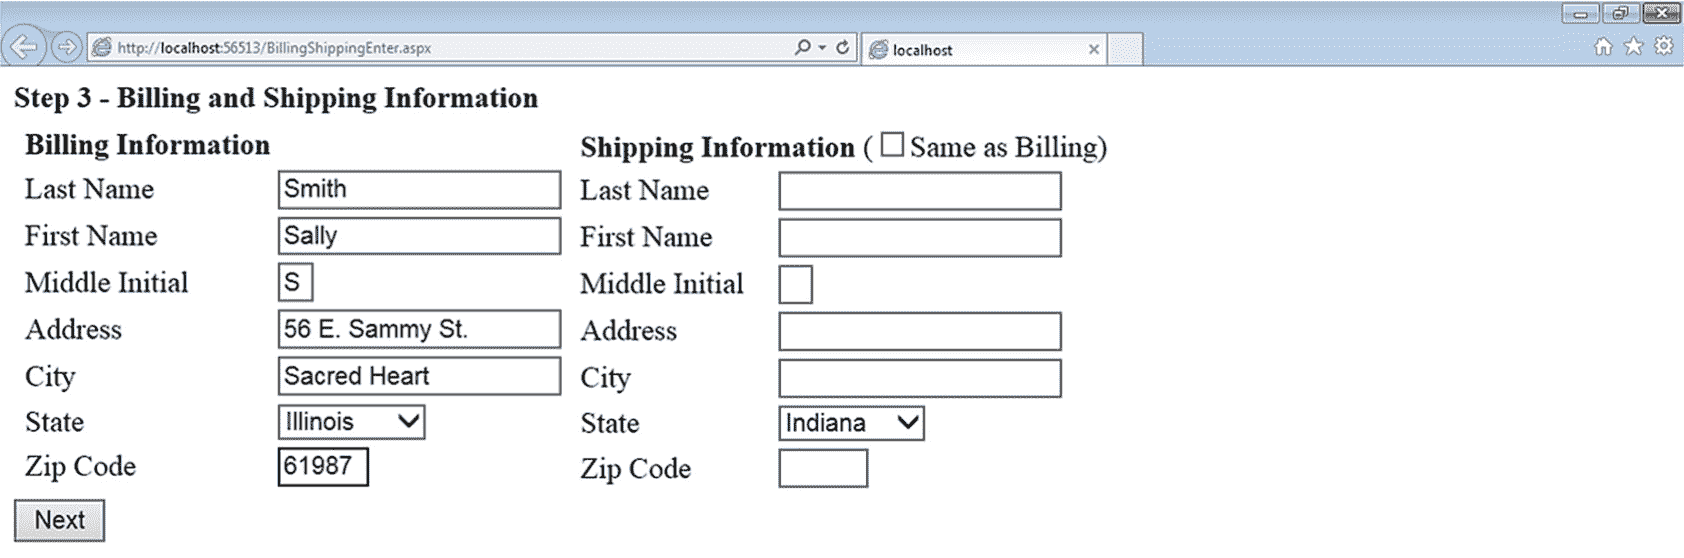 http://localhost:56513/BillingShippingEnter.aspx
localhost
Step 3 - Billing and Shipping Information
Billing Information
Last Name Smith
First Name Sally
Middle Initial S
Address 56 E. Sammy St.
City Sacred Heart
State Illinois
Zip Code 61987
Shipping Information ( Same as Billing)
Last Name
First Name
Middle Initial
Address
City
State Indiana
Zip Code
Next